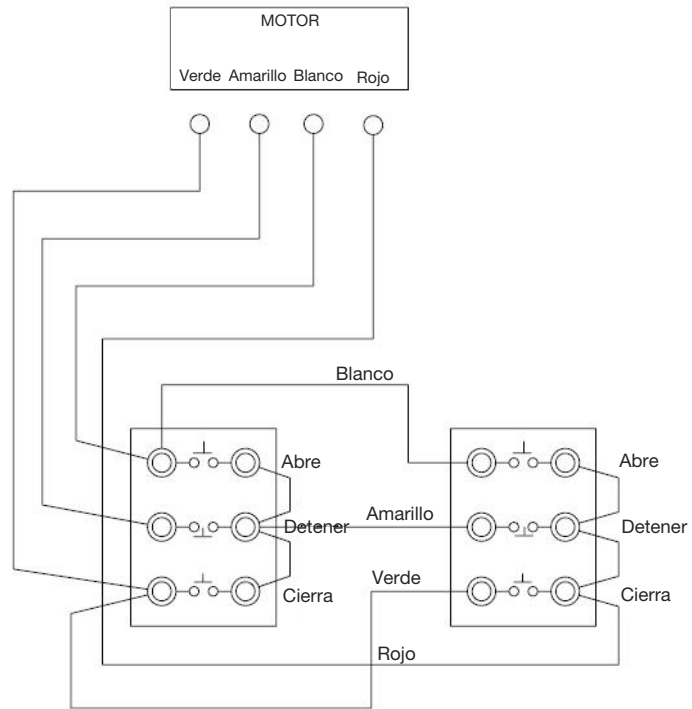 MOTOR
Verde Amarillo Blanco Rojo
Blanco
Abre
Abre
Amarillo
Detener
Detener
Verde
Cierra
Cierra
Rojo